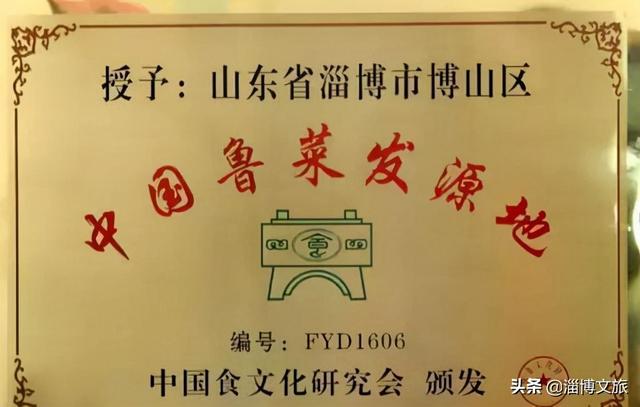 授予：山东省淄博市博山区
中国鲁菜发源地
食
编号：FYD1606
中国食文化研究会 颁发
头条 @淄博文旅